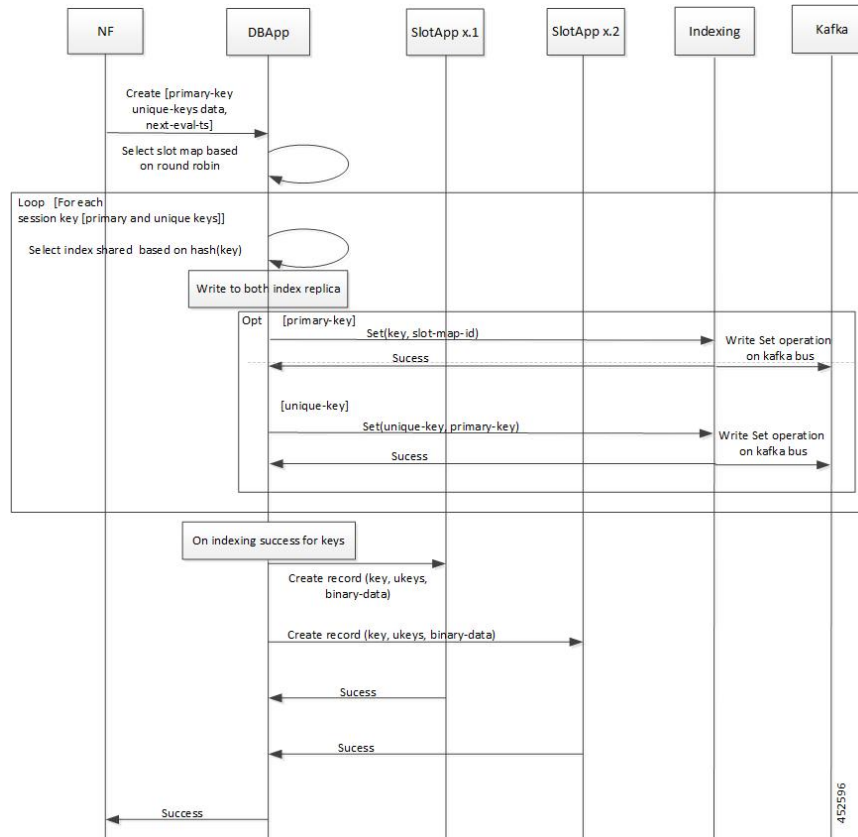 NF
DBApp
SlotApp x.1
SlotApp x.2
Indexing
Kafka
Create [primary-key
unique-keys data,
next-eval-ts]
Select slot map based
on round robin
Loop [For each
session key [primary and unique keys]]
Select index shared based on hash(key)
Write to both index replica
Opt [primary-key]
Set(key, slot-map-id)
Write Set operation
on kafka bus
Sucess
[unique-key]
Set(unique-key, primary-key)
Write Set operation
on kafka bus
Sucess
On indexing success for keys
Create record (key, ukeys,
binary-data)
Create record (key, ukeys, binary-data)
Sucess
Sucess
Success
452596